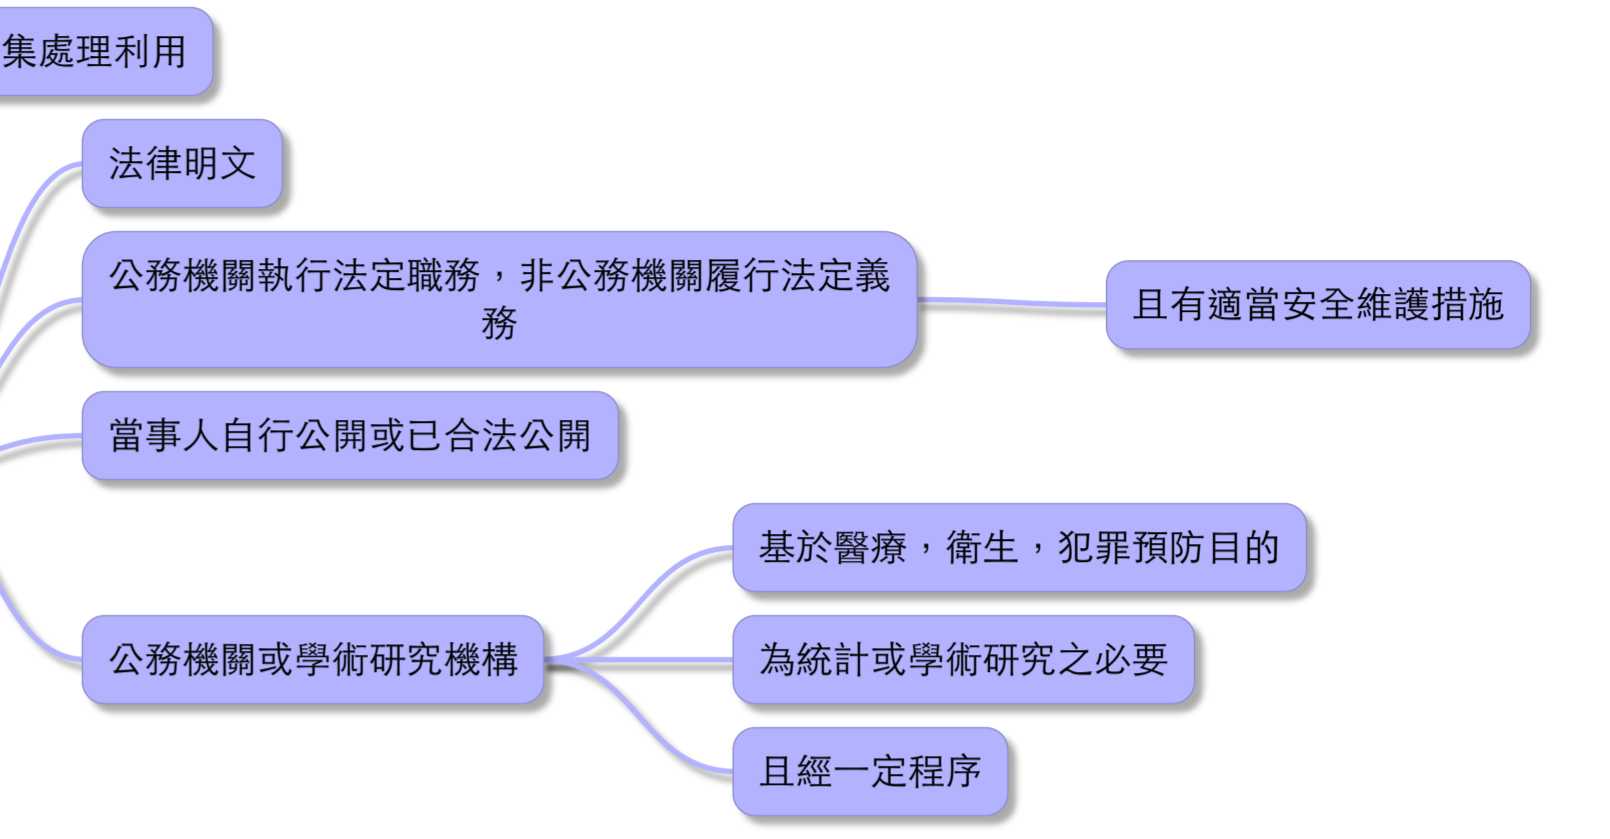 集處理利用
法律明文
公務機關執行法定職務，非公務機關履行法定義
務
且有適當安全維護措施
當事人自行公開或已合法公開
公務機關或學術研究機構
基於醫療，衛生，犯罪預防目的
為統計或學術研究之必要
且經一定程序